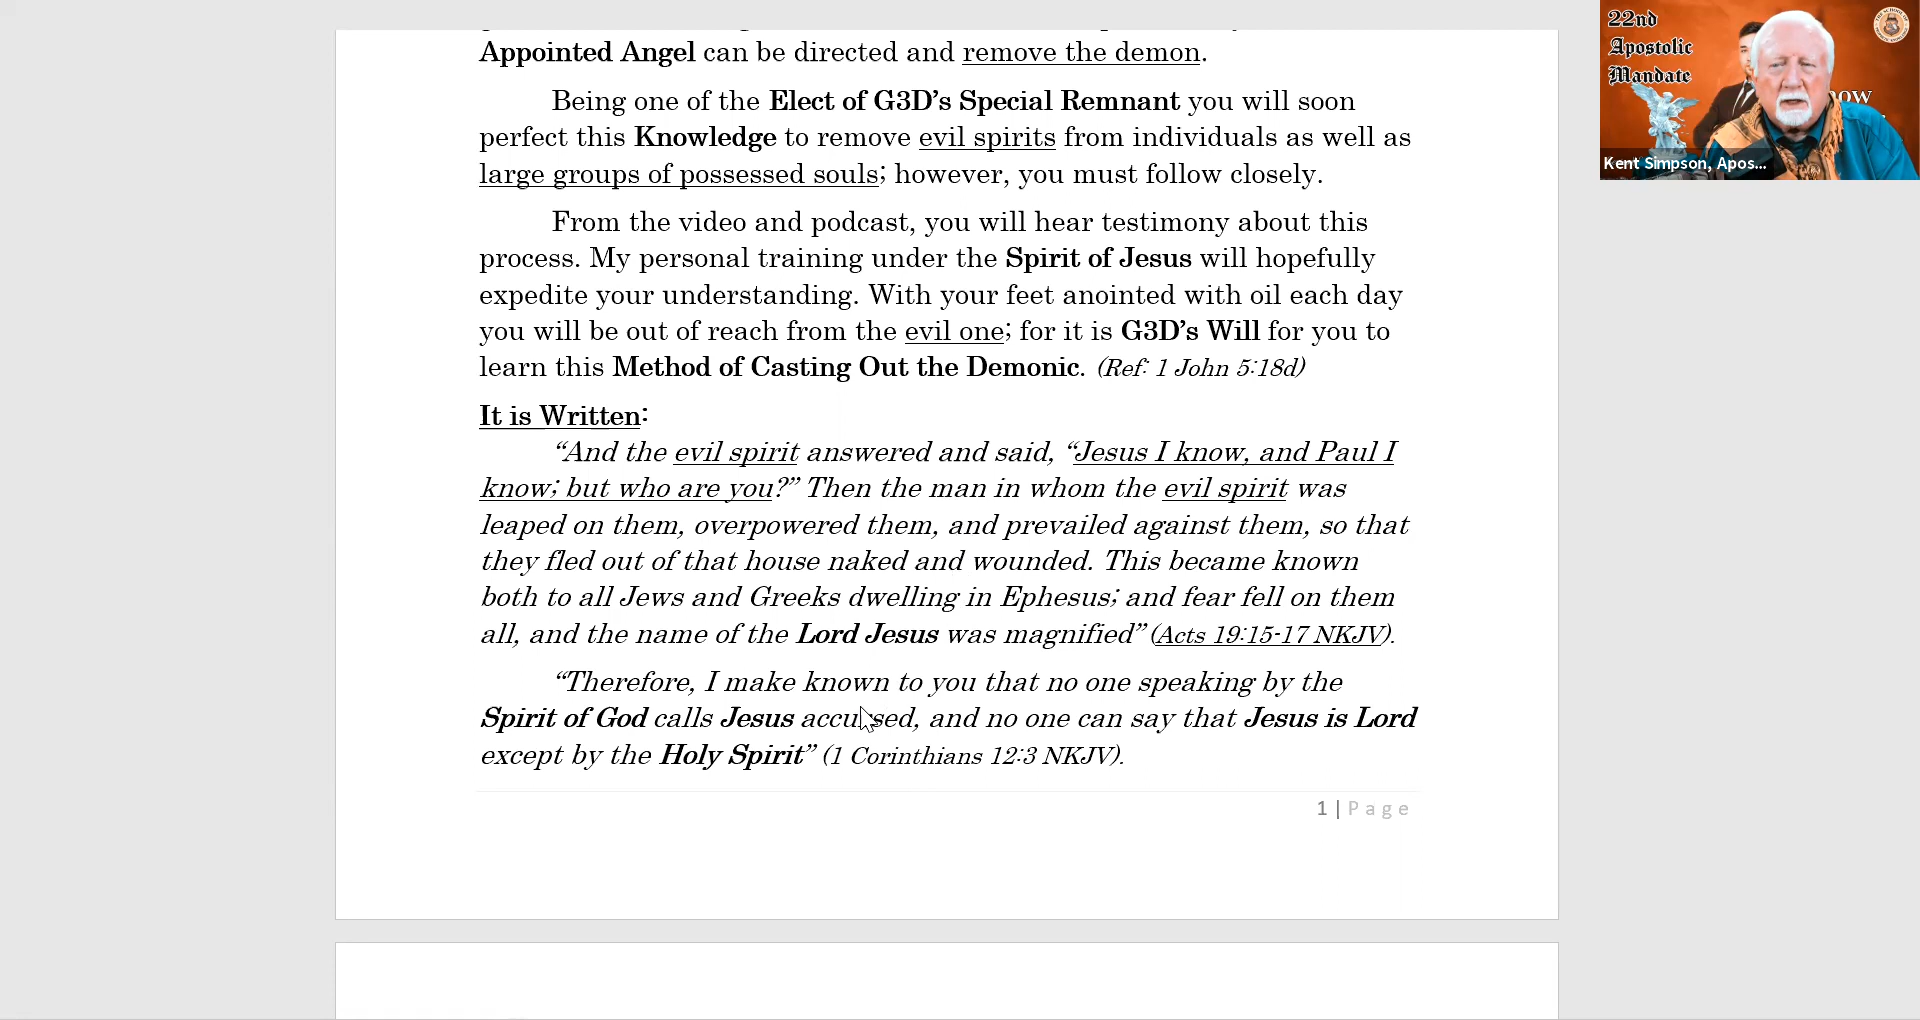 Appointed Angel can be directed and remove the demon.
Being one of the Elect of G3D’s Special Remnant you will soon
perfect this Knowledge to remove evil spirits from individuals as well as
large groups of possessed souls; however, you must follow closely.
From the video and podcast, you will hear testimony about this
process. My personal training under the Spirit of Jesus will hopefully
expedite your understanding. With your feet anointed with oil each day
you will be out of reach from the evil one; for it is G3D’s Will for you to
learn this Method of Casting Out the Demonic. (Ref: 1 John 5:18d)
It is Written:
“And the evil spirit answered and said, “Jesus I know, and Paul I
know; but who are you?” Then the man in whom the evil spirit was
leaped on them, overpowered them, and prevailed against them, so that
they fled out of that house naked and wounded. This became known
both to all Jews and Greeks dwelling in Ephesus; and fear fell on them
all, and the name of the Lord Jesus was magnified” (Acts 19:15-17 NKJV).
“Therefore, I make known to you that no one speaking by the
Spirit of God calls Jesus accursed, and no one can say that Jesus is Lord
except by the Holy Spirit” (1 Corinthians 12:3 NKJV).
1 | Page
22nd
Apostolic
Mandate
Kent Simpson, Apos...